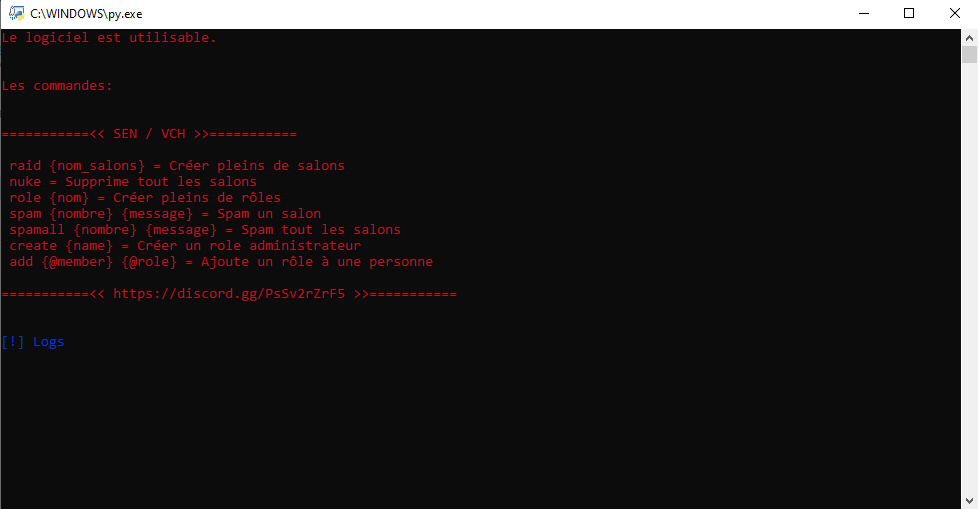 C:\WINDOWS\py.exe
Le logiciel est utilisable.
Les commandes:
===========<< SEN / VCH >>===========
raid {nom_salons} = Créer pleins de salons
nuke = Supprime tout les salons
role {nom} = Créer pleins de rôles
spam {nombre} {message} = Spam un salon
spamall {nombre} {message} = Spam tout les salons
create {name} = Créer un role administrateur
add {@member} {@role} = Ajoute un rôle à une personne
===========<< https://discord.gg/PsSv2rZrF5 >>===========
[!] Logs